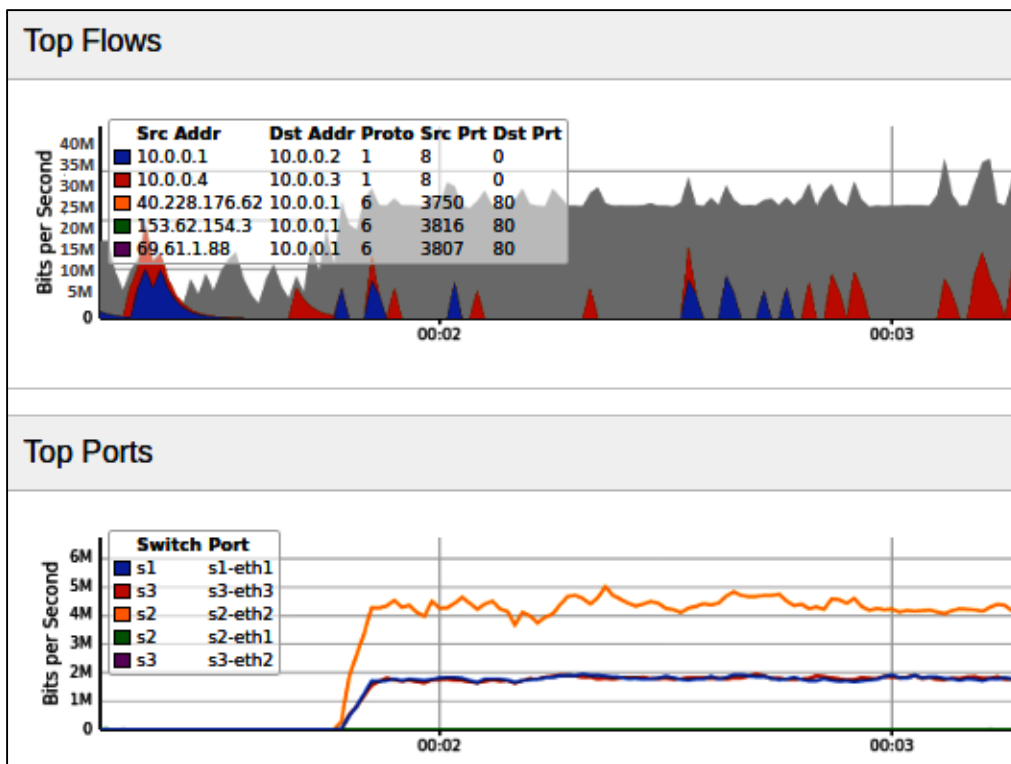 Top Flows
Bits per Second
40M
35M
30M
25M
20M
15M
10M
5M
0
Src Addr Dst Addr Proto Src Prt Dst Prt
10.0.0.1 10.0.0.2 1 8 0
10.0.0.4 10.0.0.3 1 8 0
40.228.176.62 10.0.0.1 6 3750 80
153.62.154.3 10.0.0.1 6 3816 80
69.61.1.88 10.0.0.1 6 3807 80
00:02 00:03
Top Ports
Bits per Second
6M
5M
4M
3M
2M
1M
0
Switch Port
s1 s1-eth1
s3 s3-eth3
s2 s2-eth2
s2 s2-eth1
s3 s3-eth2
00:02 00:03